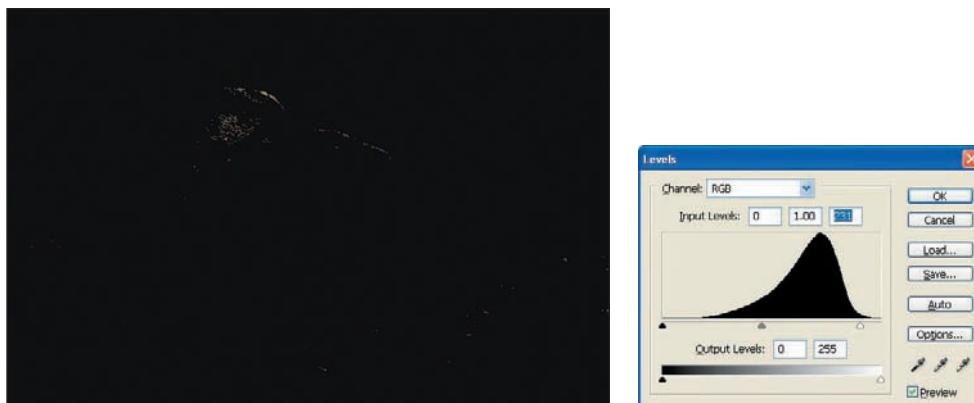 Levels
Channel: RGB
Input Levels: 0 1.00 231
Output Levels: 0 255
OK
Cancel
Load...
Save...
Auto
Options...
Preview